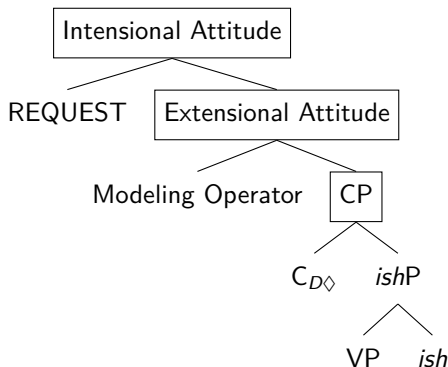 Intensional Attitude
REQUEST Extensional Attitude
Modeling Operator CP
C_{D◇} ishP
VP ish